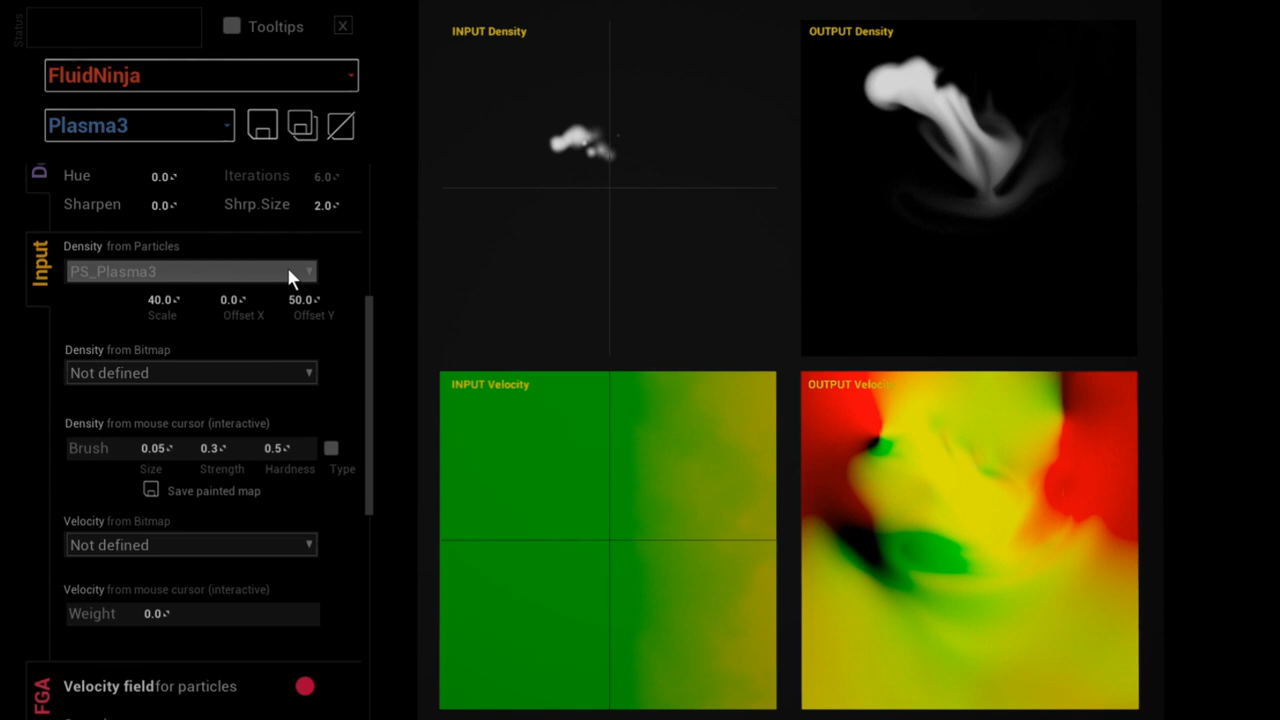 Status
Tooltips X
FluidNinja
Plasma3
Hue 0.0 Iterations 6.0
Sharpen 0.0 Shrp.Size 2.0
Input
Density from Particles
PS_Plasma3
40.0 0.0 50.0
Scale Offset X Offset Y
Density from Bitmap
Not defined
Density from mouse cursor (interactive)
Brush 0.05 0.3 0.5
Size Strength Hardness Type
Save painted map
Velocity from Bitmap
Not defined
Velocity from mouse cursor (interactive)
Weight 0.0
FGA
Velocity field for particles
INPUT Density
OUTPUT Density
INPUT Velocity
OUTPUT Velocity